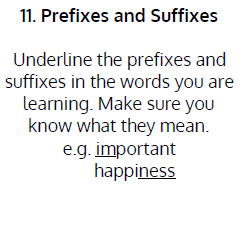 11. Prefixes and Suffixes
Underline the prefixes and
suffixes in the words you are
learning. Make sure you
know what they mean.
e.g. important
happiness